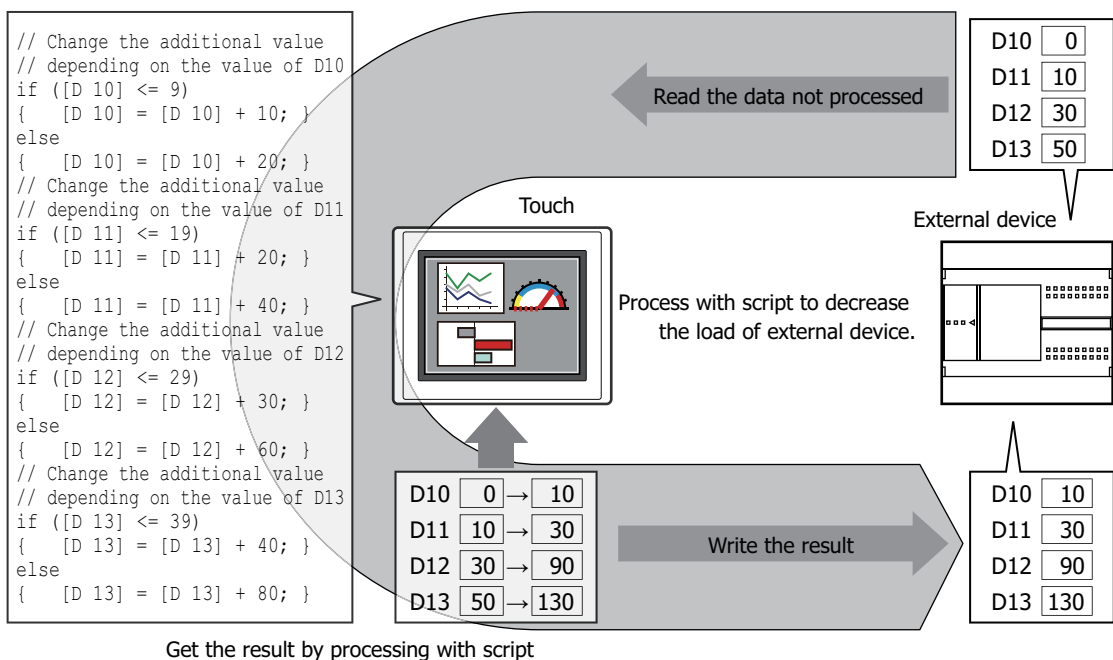 // Change the additional value
// depending on the value of D10
if ([D 10] <= 9)
{   [D 10] = [D 10] + 10; }
else
{   [D 10] = [D 10] + 20; }
// Change the additional value
// depending on the value of D11
if ([D 11] <= 19)
{   [D 11] = [D 11] + 20; }
else
{   [D 11] = [D 11] + 40; }
// Change the additional value
// depending on the value of D12
if ([D 12] <= 29)
{   [D 12] = [D 12] + 30; }
else
{   [D 12] = [D 12] + 60; }
// Change the additional value
// depending on the value of D13
if ([D 13] <= 39)
{   [D 13] = [D 13] + 40; }
else
{   [D 13] = [D 13] + 80; }
Read the data not processed
D10 0
D11 10
D12 30
D13 50
Touch
External device
Process with script to decrease
the load of external device.
D10 0 → 10
D11 10 → 30
D12 30 → 90
D13 50 → 130
Write the result
D10 10
D11 30
D12 90
D13 130
Get the result by processing with script